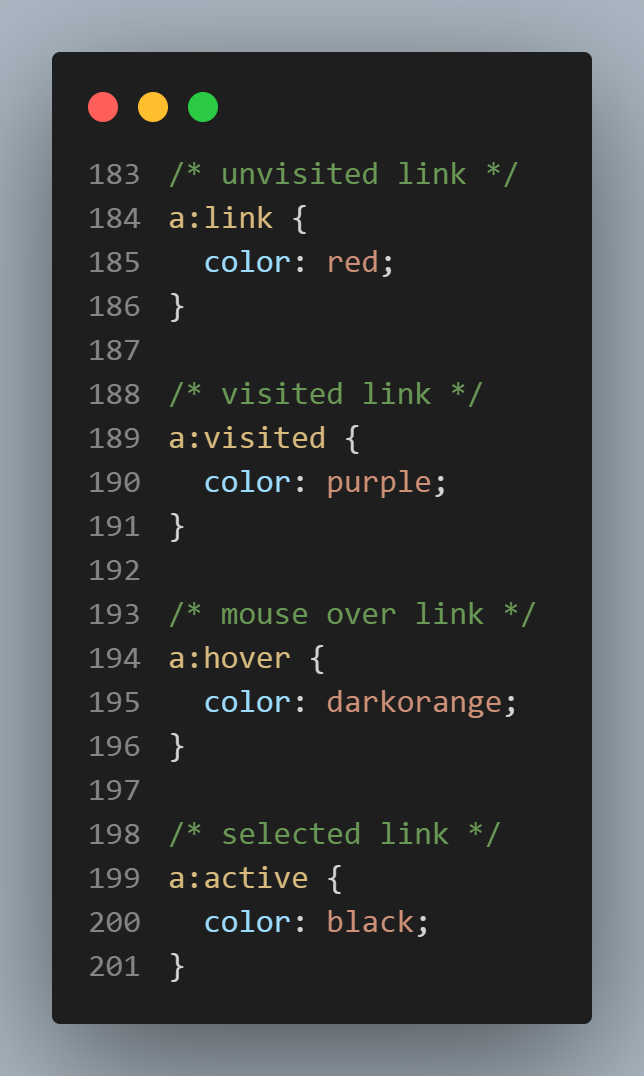 183 /* unvisited link */
184 a:link {
185   color: red;
186 }
187
188 /* visited link */
189 a:visited {
190   color: purple;
191 }
192
193 /* mouse over link */
194 a:hover {
195   color: darkorange;
196 }
197
198 /* selected link */
199 a:active {
200   color: black;
201 }